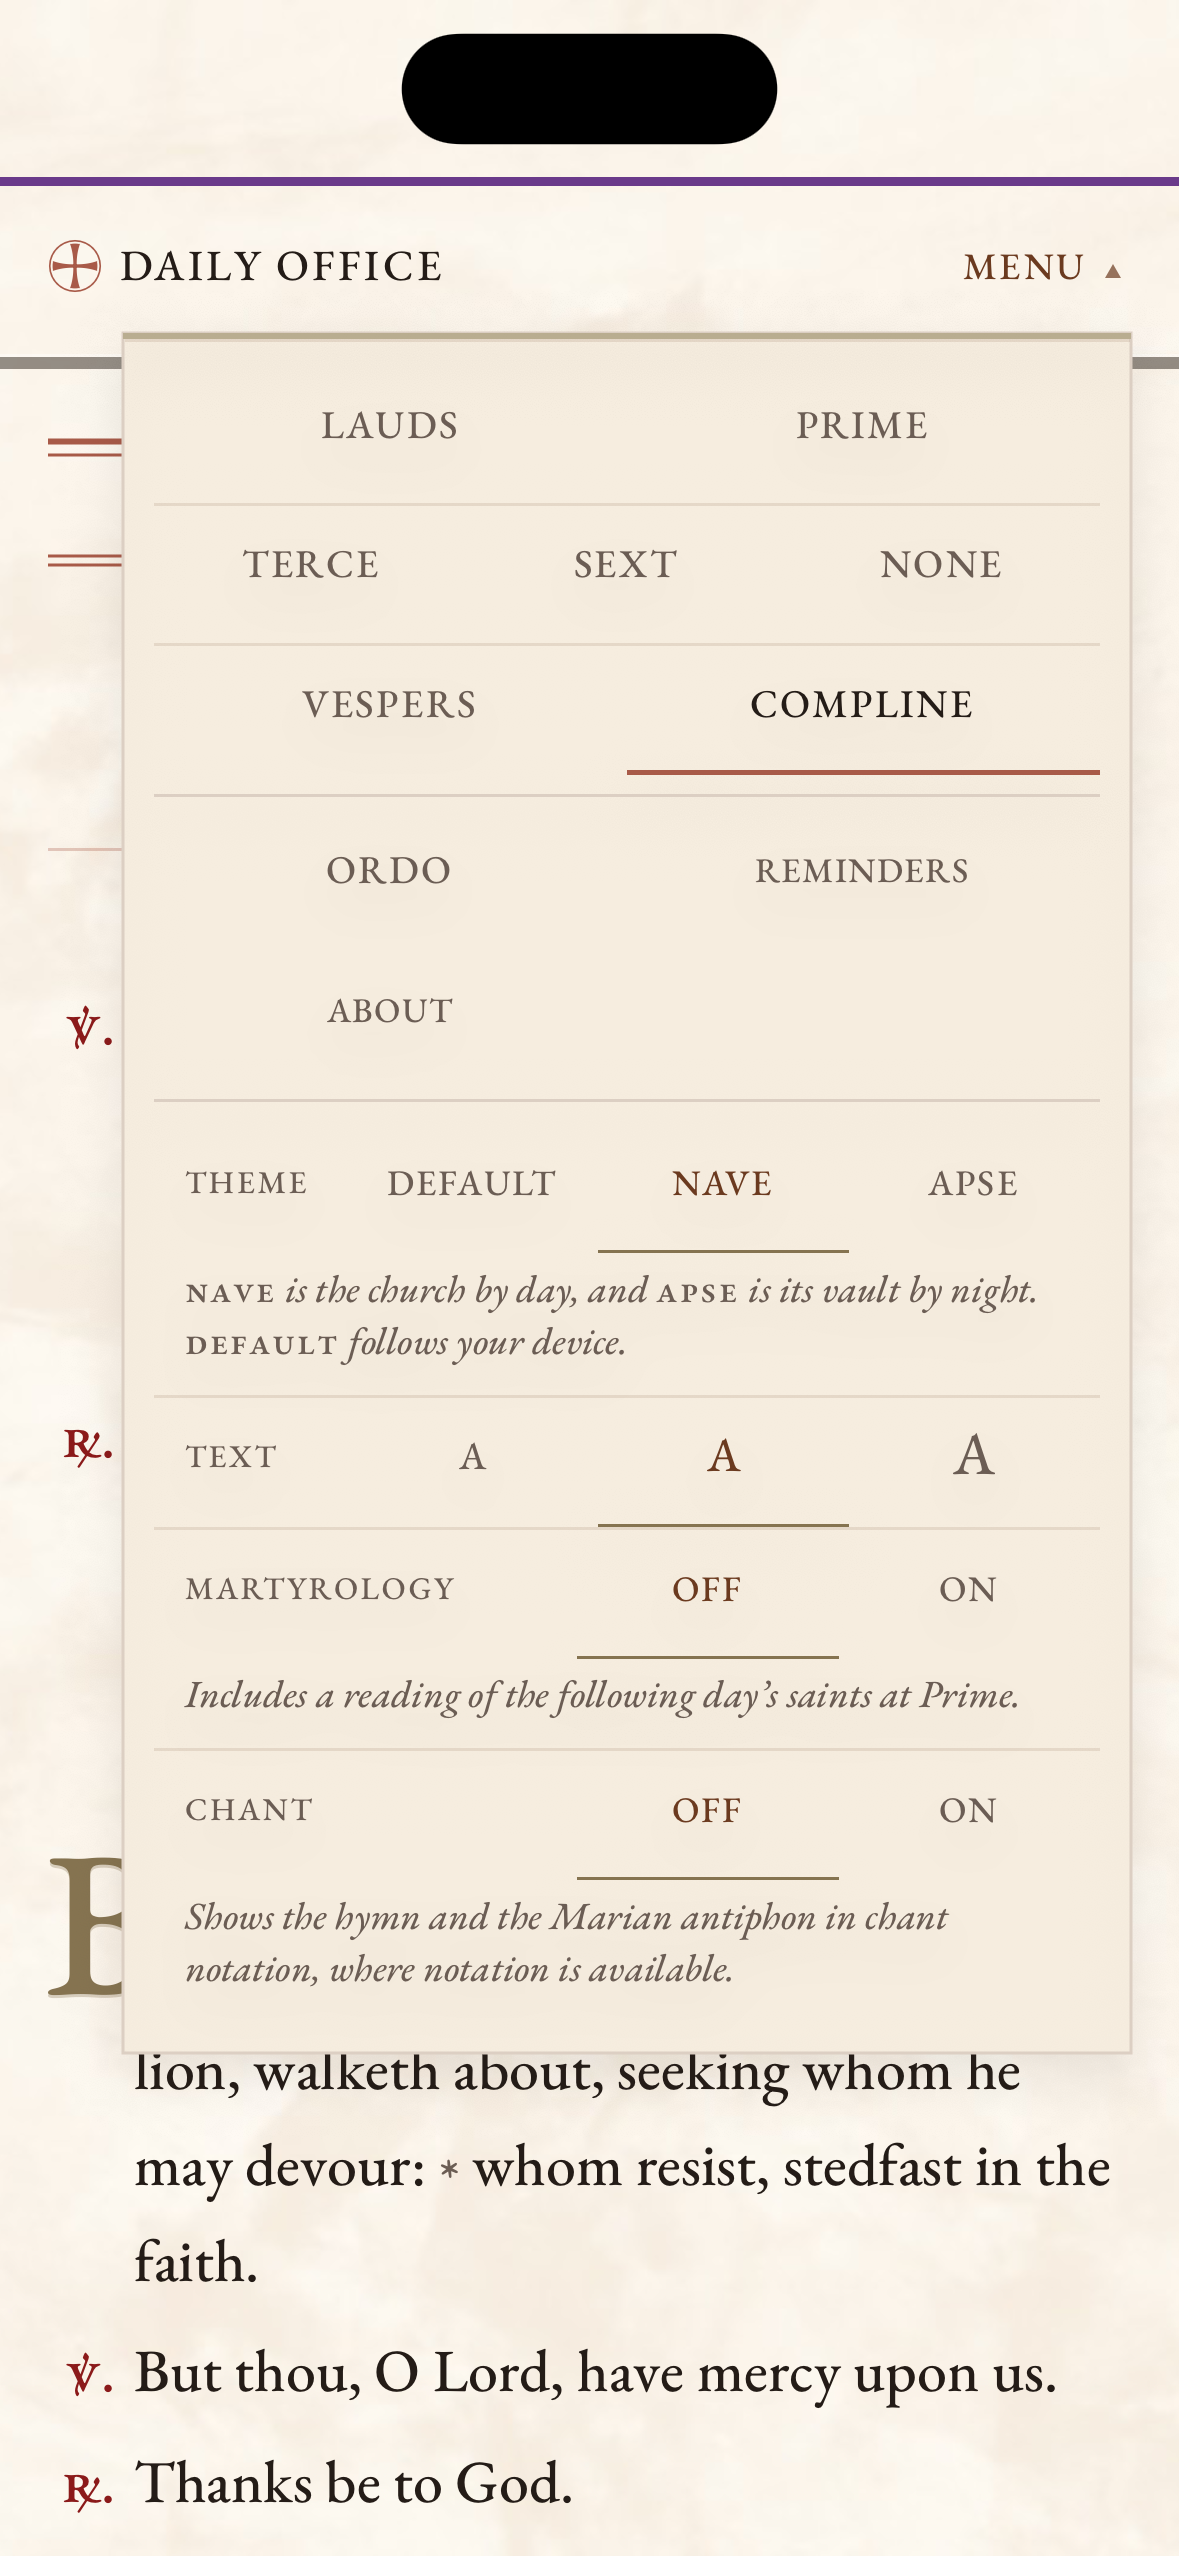 DAILY OFFICE MENU ▲
LAUDS PRIME
TERCE SEXT NONE
VESPERS COMPLINE
ORDO REMINDERS
ABOUT
℣.
THEME DEFAULT NAVE APSE
NAVE is the church by day, and APSE is its vault by night.
DEFAULT follows your device.
℟.
TEXT A A A
MARTYROLOGY OFF ON
Includes a reading of the following day’s saints at Prime.
CHANT OFF ON
Shows the hymn and the Marian antiphon in chant
notation, where notation is available.
lion, walketh about, seeking whom he
may devour: * whom resist, stedfast in the
faith.
℣. But thou, O Lord, have mercy upon us.
℟. Thanks be to God.